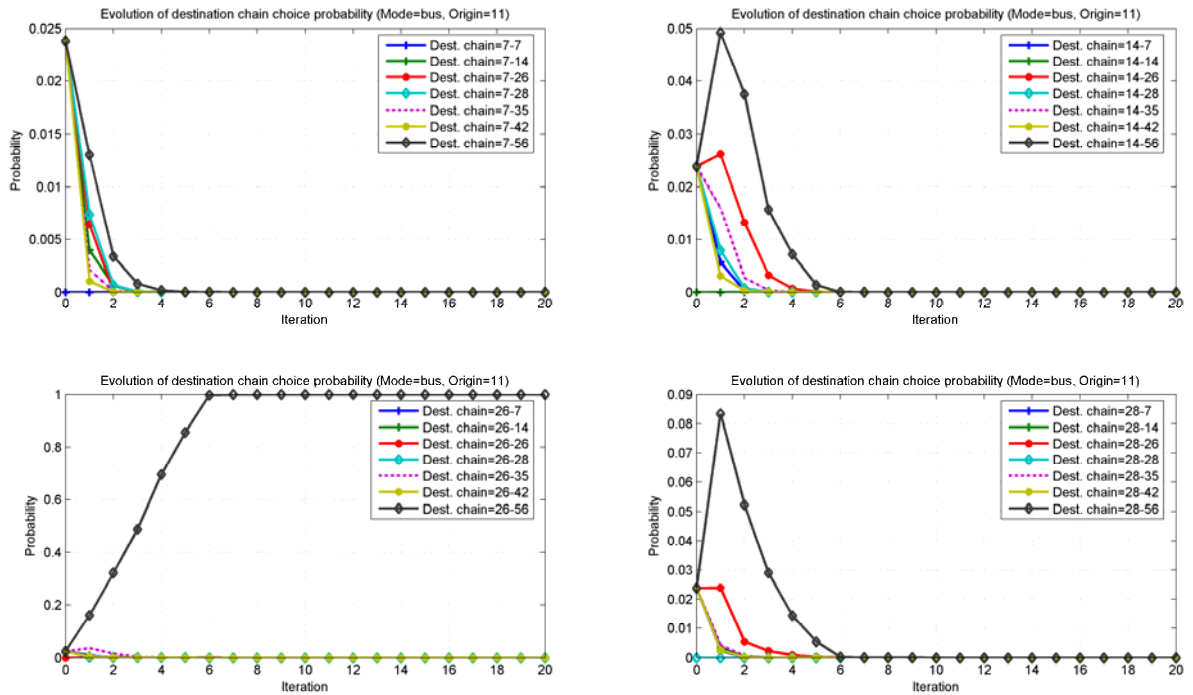 Evolution of destination chain choice probability (Mode=bus, Origin=11)
0.025
0.02
0.015
0.01
0.005
0
Probability
0 2 4 6 8 10 12 14 16 18 20
Iteration
Dest. chain=7-7
Dest. chain=7-14
Dest. chain=7-26
Dest. chain=7-28
Dest. chain=7-35
Dest. chain=7-42
Dest. chain=7-56
Evolution of destination chain choice probability (Mode=bus, Origin=11)
0.05
0.04
0.03
0.02
0.01
0
Probability
0 2 4 6 8 10 12 14 16 18 20
Iteration
Dest. chain=14-7
Dest. chain=14-14
Dest. chain=14-26
Dest. chain=14-28
Dest. chain=14-35
Dest. chain=14-42
Dest. chain=14-56
Evolution of destination chain choice probability (Mode=bus, Origin=11)
1
0.8
0.6
0.4
0.2
0
Probability
0 2 4 6 8 10 12 14 16 18 20
Iteration
Dest. chain=26-7
Dest. chain=26-14
Dest. chain=26-26
Dest. chain=26-28
Dest. chain=26-35
Dest. chain=26-42
Dest. chain=26-56
Evolution of destination chain choice probability (Mode=bus, Origin=11)
0.09
0.08
0.07
0.06
0.05
0.04
0.03
0.02
0.01
0
Probability
0 2 4 6 8 10 12 14 16 18 20
Iteration
Dest. chain=28-7
Dest. chain=28-14
Dest. chain=28-26
Dest. chain=28-28
Dest. chain=28-35
Dest. chain=28-42
Dest. chain=28-56